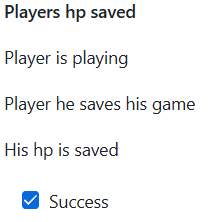 Players hp saved
Player is playing
Player he saves his game
His hp is saved
Success